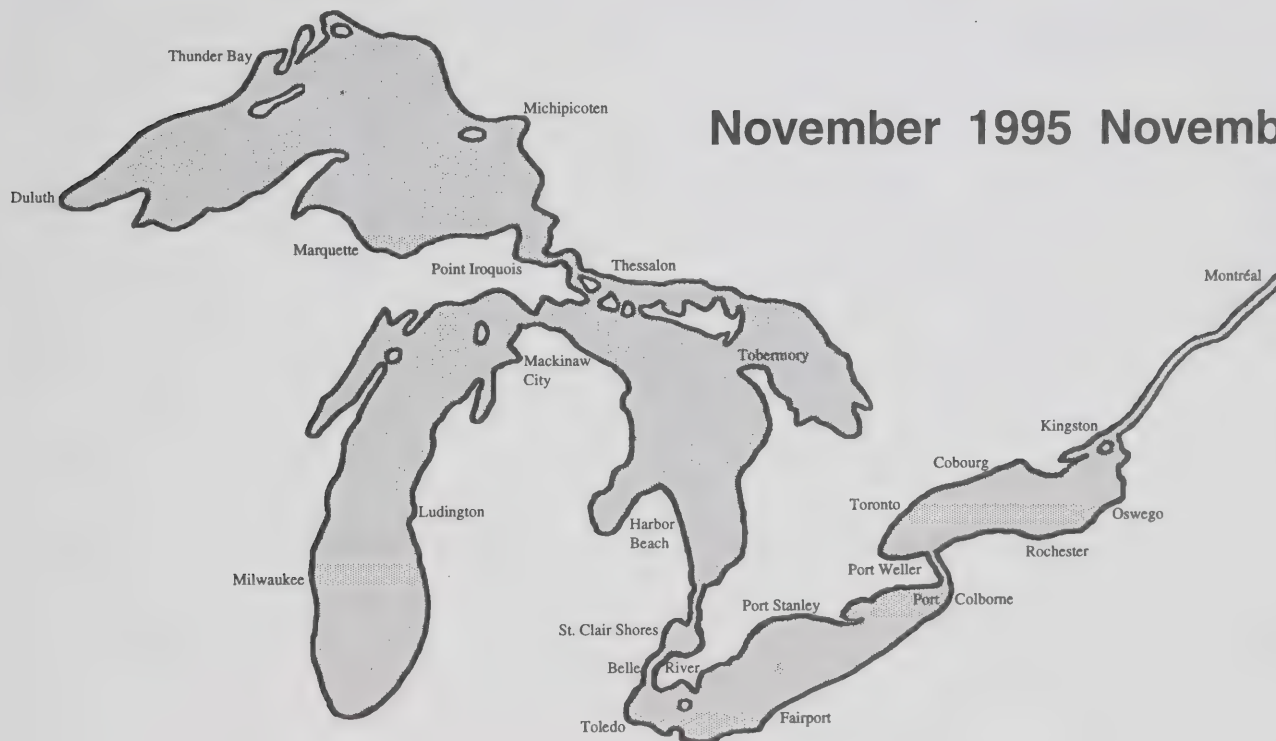 Thunder Bay
Michipicoten
November 1995 Novemb
Duluth
Marquette
Point Iroquois
Thessalon
Montréal
Mackinaw
City
Tobermory
Kingston
Cobourg
Toronto
Ludington
Harbor
Beach
Oswego
Rochester
Milwaukee
Port Weller
Port Colborne
Port Stanley
St. Clair Shores
Belle River
Toledo
Fairport